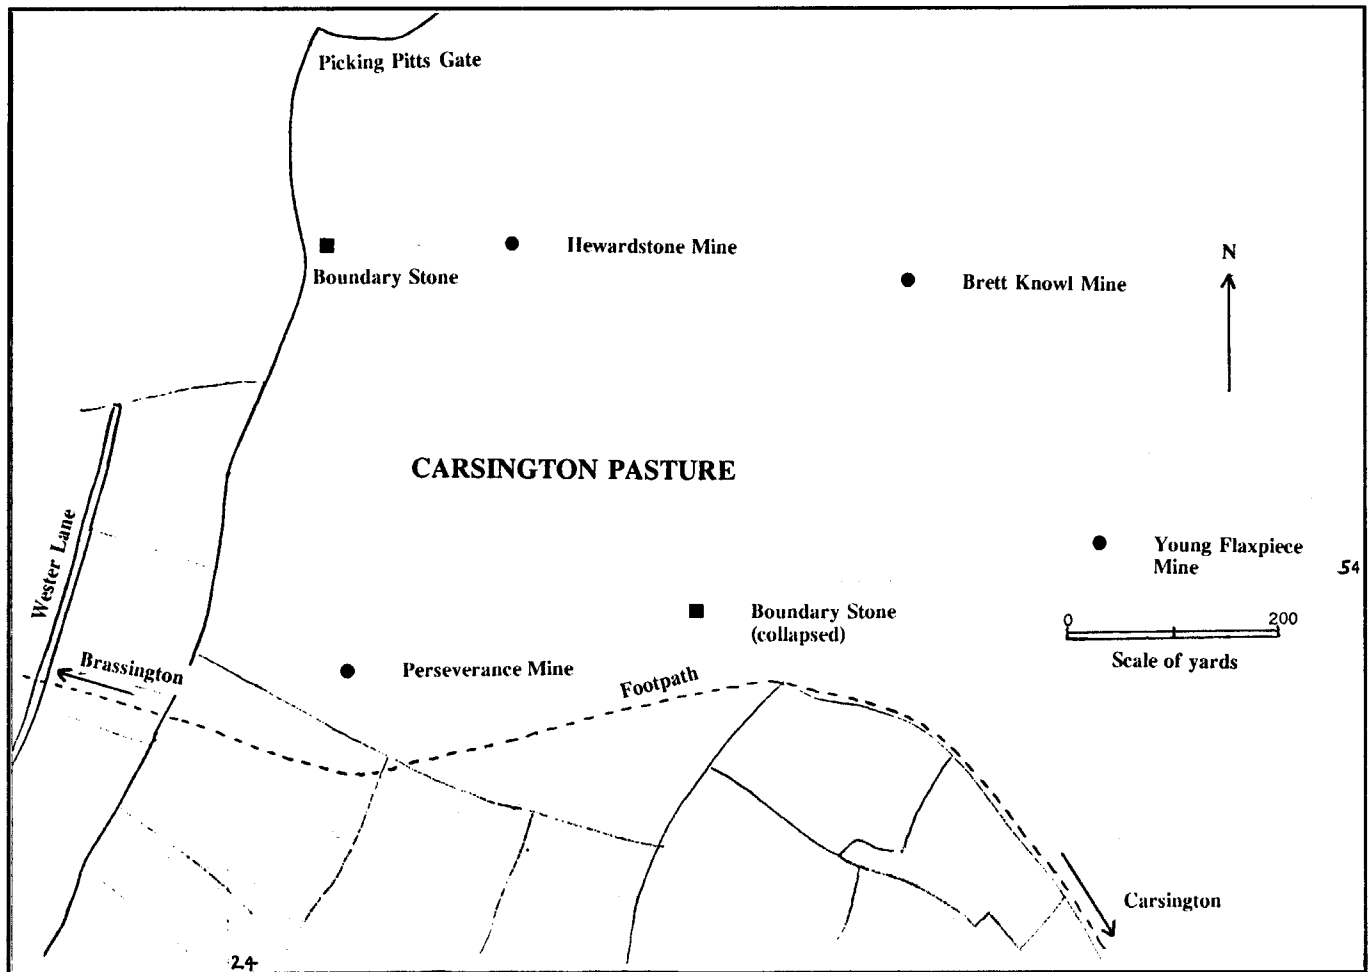 Picking Pitts Gate
Hewardstone Mine
N
Boundary Stone
Brett Knowl Mine
CARSINGTON PASTURE
Wester Lane
Young Flaxpiece
Mine
54
Boundary Stone
(collapsed)
0 200
Scale of yards
Brassington
Perseverance Mine
Footpath
Carsington
24